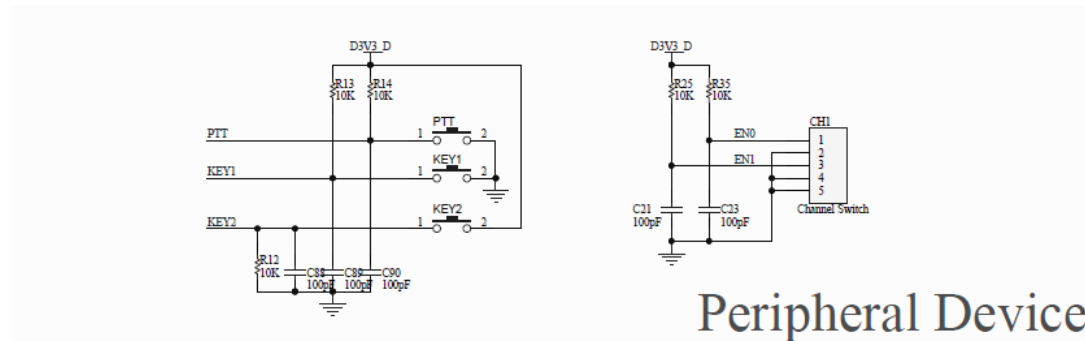 D3V3_D
R13
10K
R14
10K
PTT
1
PTT
2
KEY1
1
KEY1
2
KEY2
1
KEY2
2
R12
10K
C88
100pF
C89
100pF
C90
100pF
D3V3_D
R25
10K
R35
10K
CH1
EN0
1
2
EN1
3
4
5
Channel Switch
C21
100pF
C23
100pF
Peripheral Device